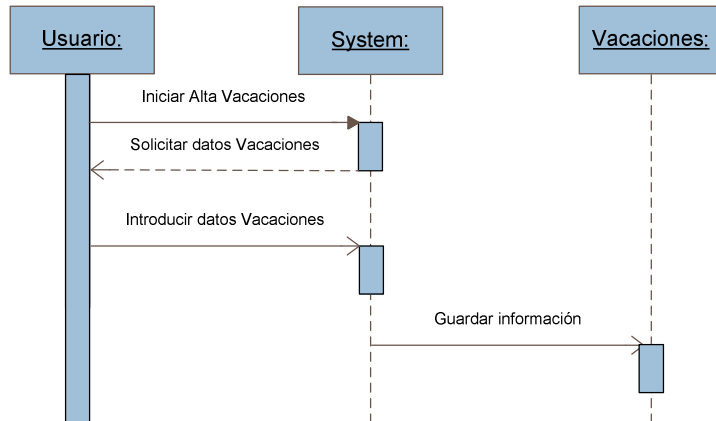 Usuario:
System:
Vacaciones:
Iniciar Alta Vacaciones
Solicitar datos Vacaciones
Introducir datos Vacaciones
Guardar información